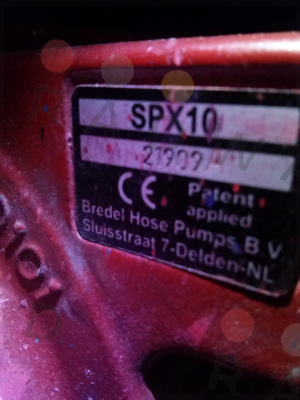 SPX10
21909
CE Patent
applied
Bredel Hose Pumps B.V.
Sluisstraat 7-Delden-NL